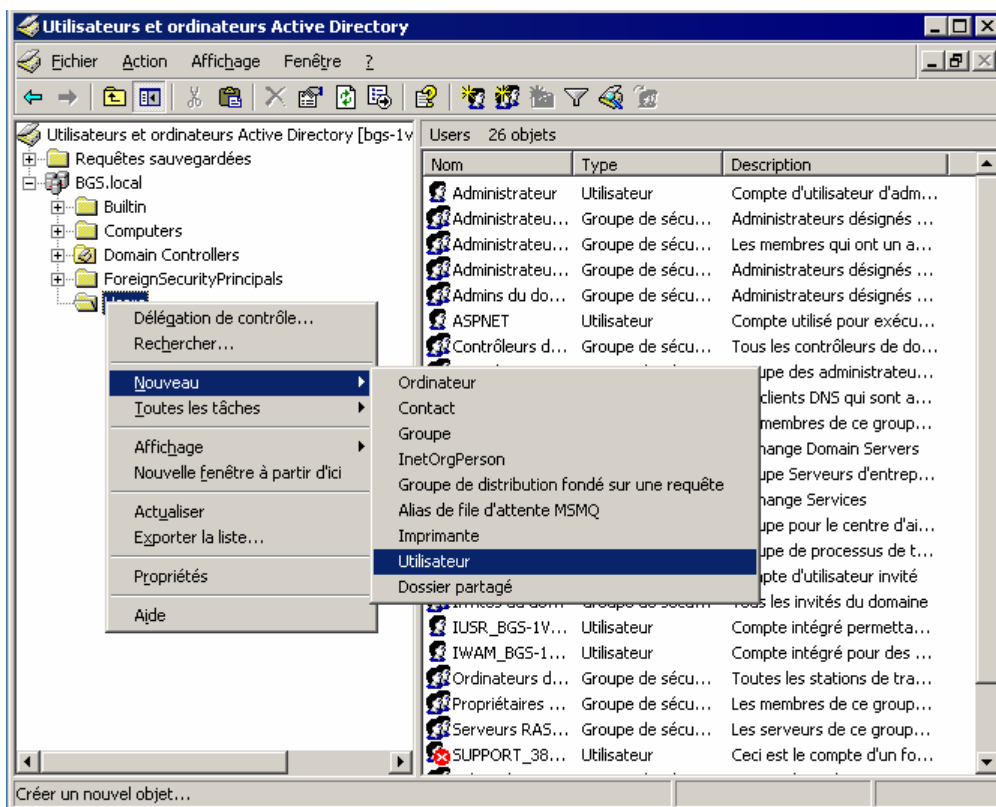 Utilisateurs et ordinateurs Active Directory
Fichier Action Affichage Fenêtre ?
Utilisateurs et ordinateurs Active Directory [bgs-1v
Requêtes sauvegardées
BGS.local
Builtin
Computers
Domain Controllers
ForeignSecurityPrincipals
Délégation de contrôle...
Rechercher...
Nouveau
Toutes les tâches
Affichage
Nouvelle fenêtre à partir d'ici
Actualiser
Exporter la liste...
Propriétés
Aide
Ordinateur
Contact
Groupe
InetOrgPerson
Groupe de distribution fondé sur une requête
Alias de file d'attente MSMQ
Imprimante
Utilisateur
Dossier partagé
Users 26 objets
Nom Type Description
Administrateur Utilisateur Compte d'utilisateur d'adm...
Administrateu... Groupe de sécu... Administrateurs désignés ...
Administrateu... Groupe de sécu... Les membres qui ont un a...
Administrateu... Groupe de sécu... Administrateurs désignés ...
Admins du do... Groupe de sécu... Administrateurs désignés ...
ASPNET Utilisateur Compte utilisé pour exécu...
Contrôleurs d... Groupe de sécu... Tous les contrôleurs de do...
upe des administrateu...
clients DNS qui sont a...
membres de ce group...
hange Domain Servers
upe Serveurs d'entrep...
hange Services
upe pour le centre d'ai...
upe de processus de t...
pte d'utilisateur invité
les invités du domaine
IUSR_BGS-1V... Utilisateur Compte intégré permetta...
IWAM_BGS-1... Utilisateur Compte intégré pour des ...
Ordinateurs d... Groupe de sécu... Toutes les stations de tra...
Propriétaires ... Groupe de sécu... Les membres de ce group...
Serveurs RAS... Groupe de sécu... Les serveurs de ce group...
SUPPORT_38... Utilisateur Ceci est le compte d'un fo...
Créer un nouvel objet...